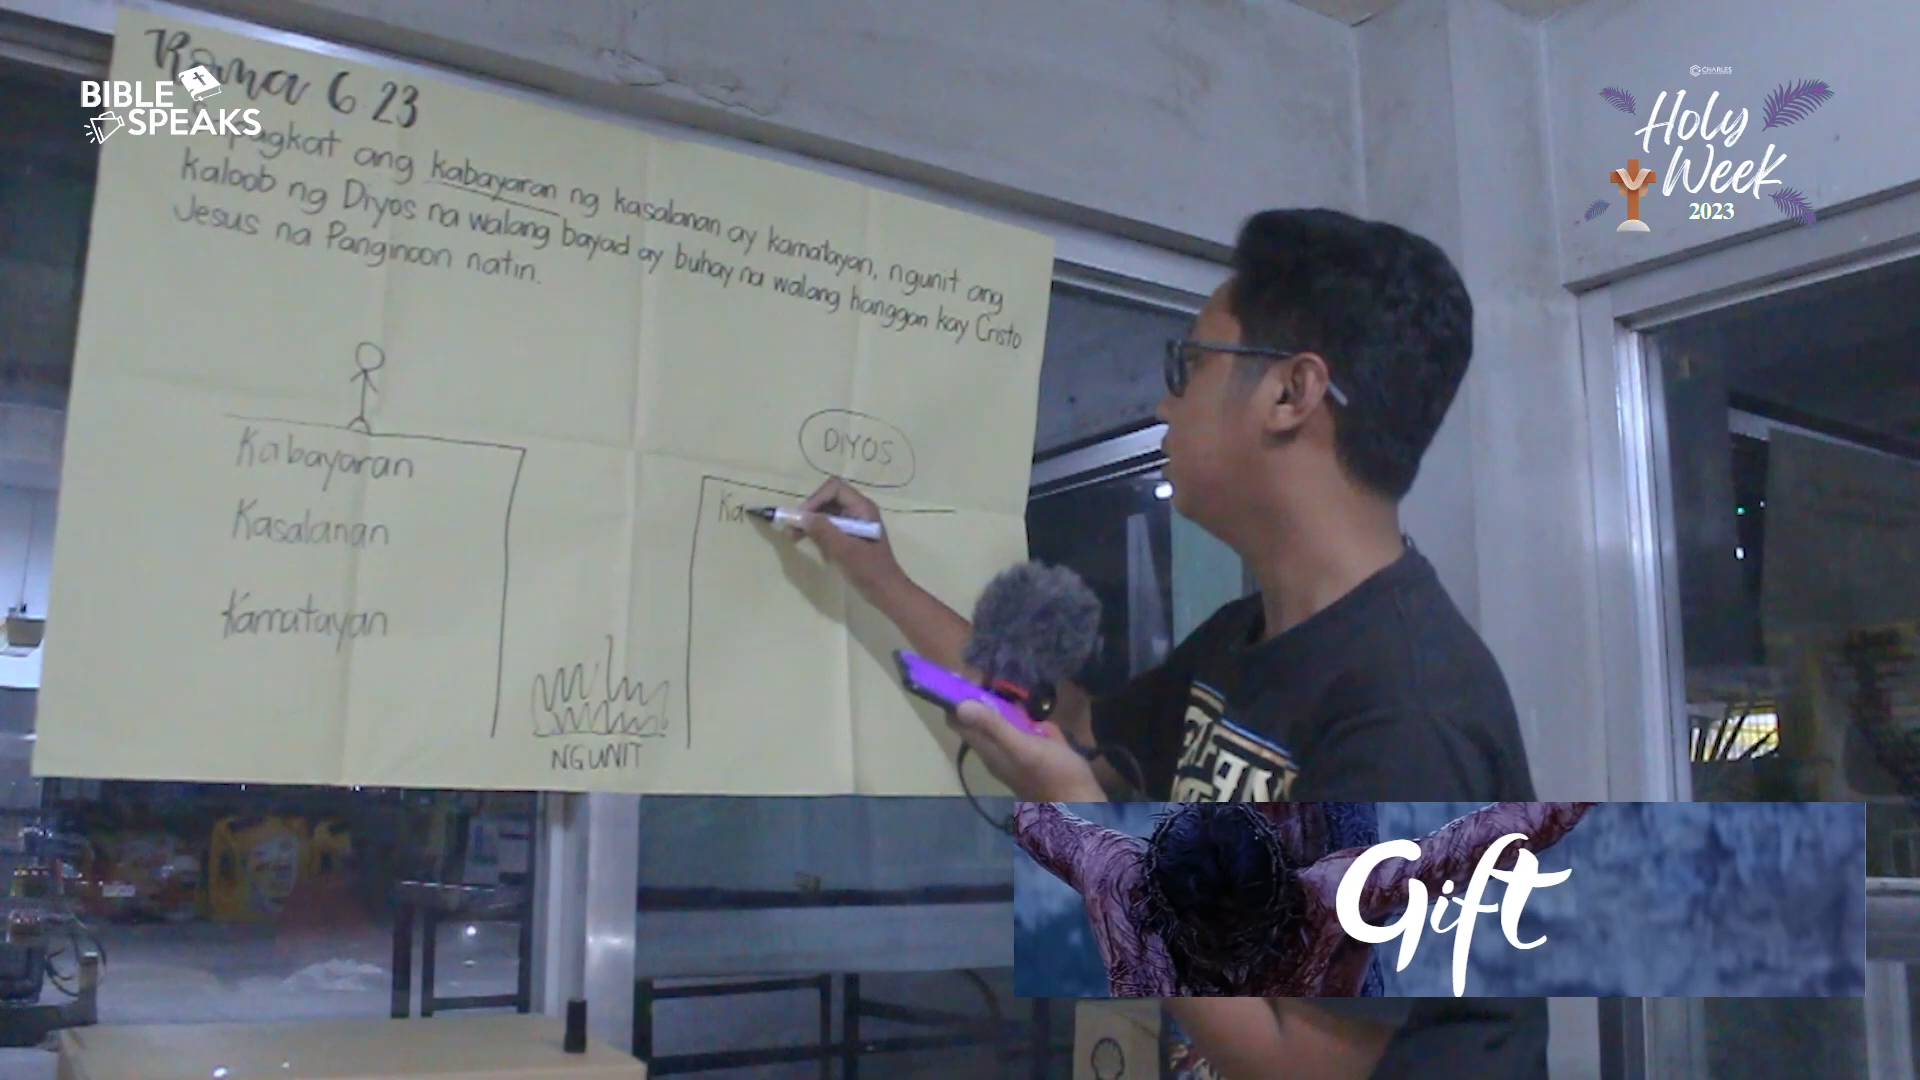 Roma 6 23
BIBLE
SPEAKS
ang kabayaran ng kasalanan ay kamatayan, ngunit ang
kaloob ng Diyos na walang bayad ay buhay na walang hanggan kay Cristo
Jesus na Panginoon natin.
CHARLES
Holy
Week
2023
DIYOS
Kabayaran
Ka
Kasalanan
Kamatayan
NGUNIT
Gift